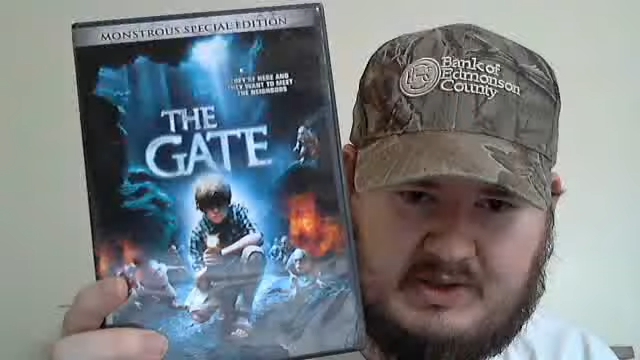 MONSTROUS SPECIAL EDITION
THEY'RE HERE AND
THEY WANT TO MEET
THE NEIGHBORS
THE
GATE
Bank of
Edmonson
County